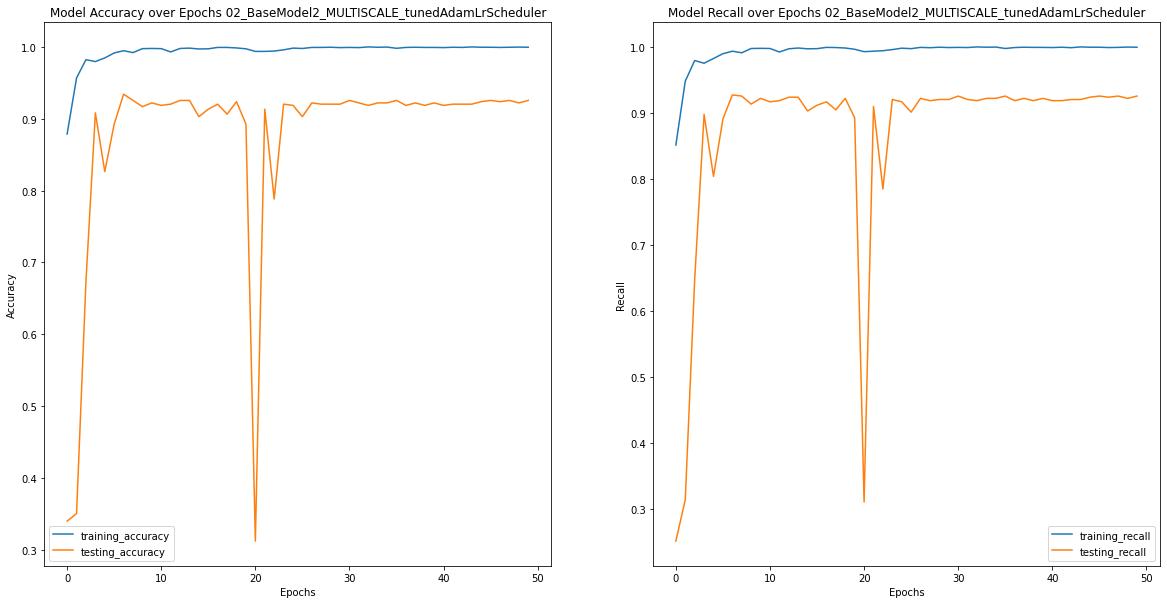 Model Accuracy over Epochs 02_BaseModel2_MULTISCALE_tunedAdamLrScheduler
1.0
0.9
0.8
0.7
0.6
0.5
0.4
0.3
Accuracy
training_accuracy
testing_accuracy
0 10 20 30 40 50
Epochs
Model Recall over Epochs 02_BaseModel2_MULTISCALE_tunedAdamLrScheduler
1.0
0.9
0.8
0.7
0.6
0.5
0.4
0.3
Recall
training_recall
testing_recall
0 10 20 30 40 50
Epochs